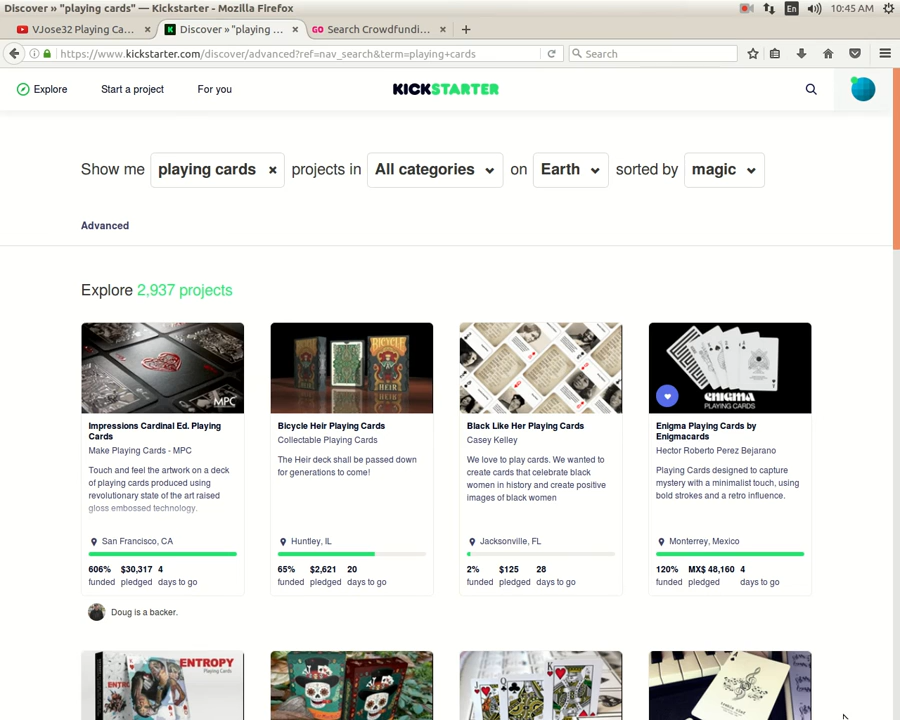 Discover » "playing cards" — Kickstarter - Mozilla Firefox
En
10:45 AM
VJose32 Playing Ca...
Discover » "playing ...
GO Search Crowdfundi...
https://www.kickstarter.com/discover/advanced?ref=nav_search&term=playing+cards
Search
Explore
Start a project
For you
KICKSTARTER
Show me playing cards × projects in All categories on Earth sorted by magic
Advanced
Explore 2,937 projects
MPC
BICYCLE
HEIR
enigma
PLAYING CARDS
Impressions Cardinal Ed. Playing
Cards
Make Playing Cards - MPC
Touch and feel the artwork on a deck
of playing cards produced using
revolutionary state of the art raised
gloss embossed technology.
San Francisco, CA
606% $30,317 4
funded pledged days to go
Doug is a backer.
Bicycle Heir Playing Cards
Collectable Playing Cards
The Heir deck shall be passed down
for generations to come!
Huntley, IL
65% $2,621 20
funded pledged days to go
Black Like Her Playing Cards
Casey Kelley
We love to play cards. We wanted to
create cards that celebrate black
women in history and create positive
images of black women
Jacksonville, FL
2% $125 28
funded pledged days to go
Enigma Playing Cards by
Enigmacards
Hector Roberto Perez Bejarano
Playing Cards designed to capture
mystery with a minimalist touch, using
bold strokes and a retro influence.
Monterrey, Mexico
120% MX$ 48,160 4
funded pledged days to go
ENTROPY
Playing Cards
J
Q
K